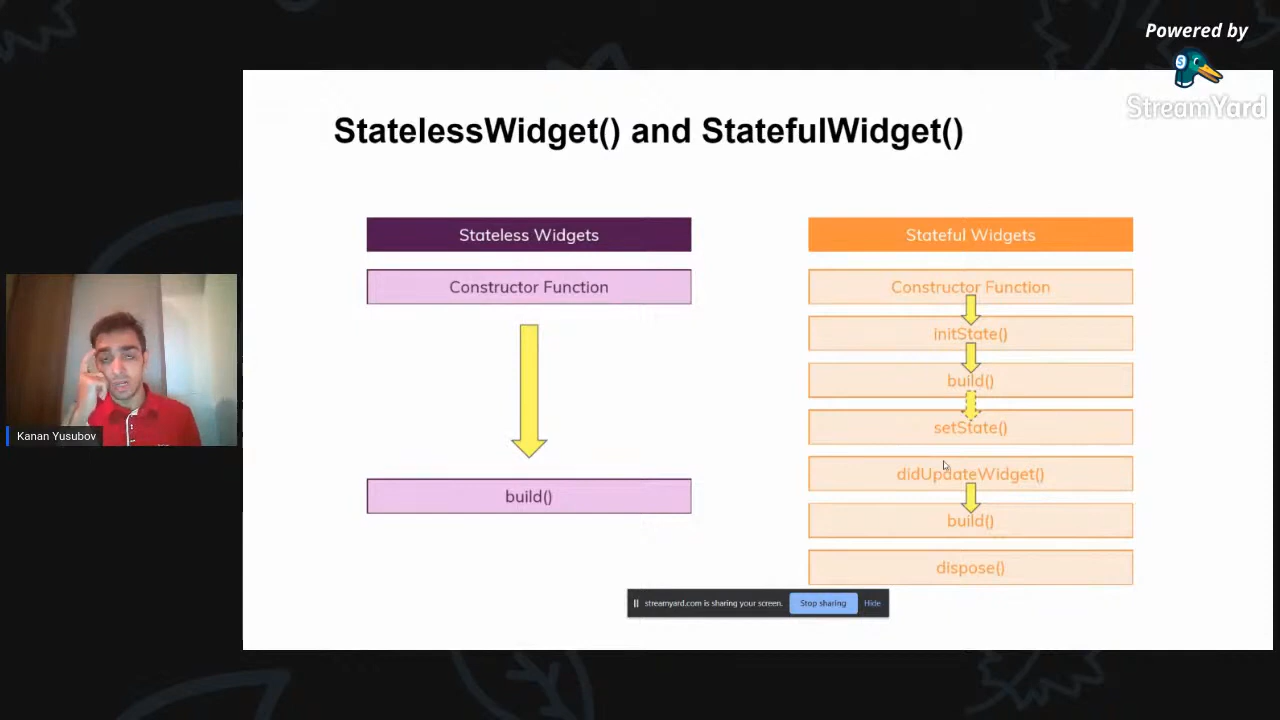 Powered by
StreamYard
StatelessWidget() and StatefulWidget()
Stateless Widgets
Constructor Function
build()
Stateful Widgets
Constructor Function
initState()
build()
setState()
didUpdateWidget()
build()
dispose()
Kanan Yusubov
streamyard.com is sharing your screen.
Stop sharing
Hide